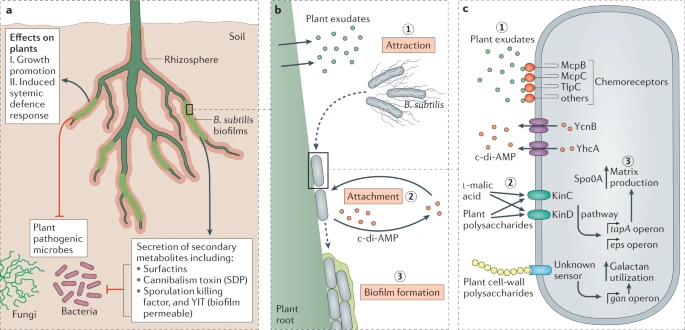 a
Effects on
plants
I. Growth
promotion
II. Induced
sytemic
defence
response
Soil
Rhizosphere
B. subtilis
biofilms
Plant
pathogenic
microbes
Fungi
Bacteria
Secretion of secondary
metabolites including:
• Surfactins
• Cannibalism toxin (SDP)
• Sporulation killing
factor, and YIT (biofilm
permeable)
b
Plant exudates
1
Attraction
B. subtilis
Attachment
2
c-di-AMP
3
Biofilm formation
Plant
root
c
1
Plant exudates
McpB
McpC
TlpC
others
Chemoreceptors
YcnB
YhcA
c-di-AMP
2
L-malic
acid
Plant
polysaccharides
KinC
KinD
Spo0A
3
Matrix
production
pathway
tapA operon
eps operon
Plant cell-wall
polysaccharides
Unknown
sensor
Galactan
utilization
gan operon